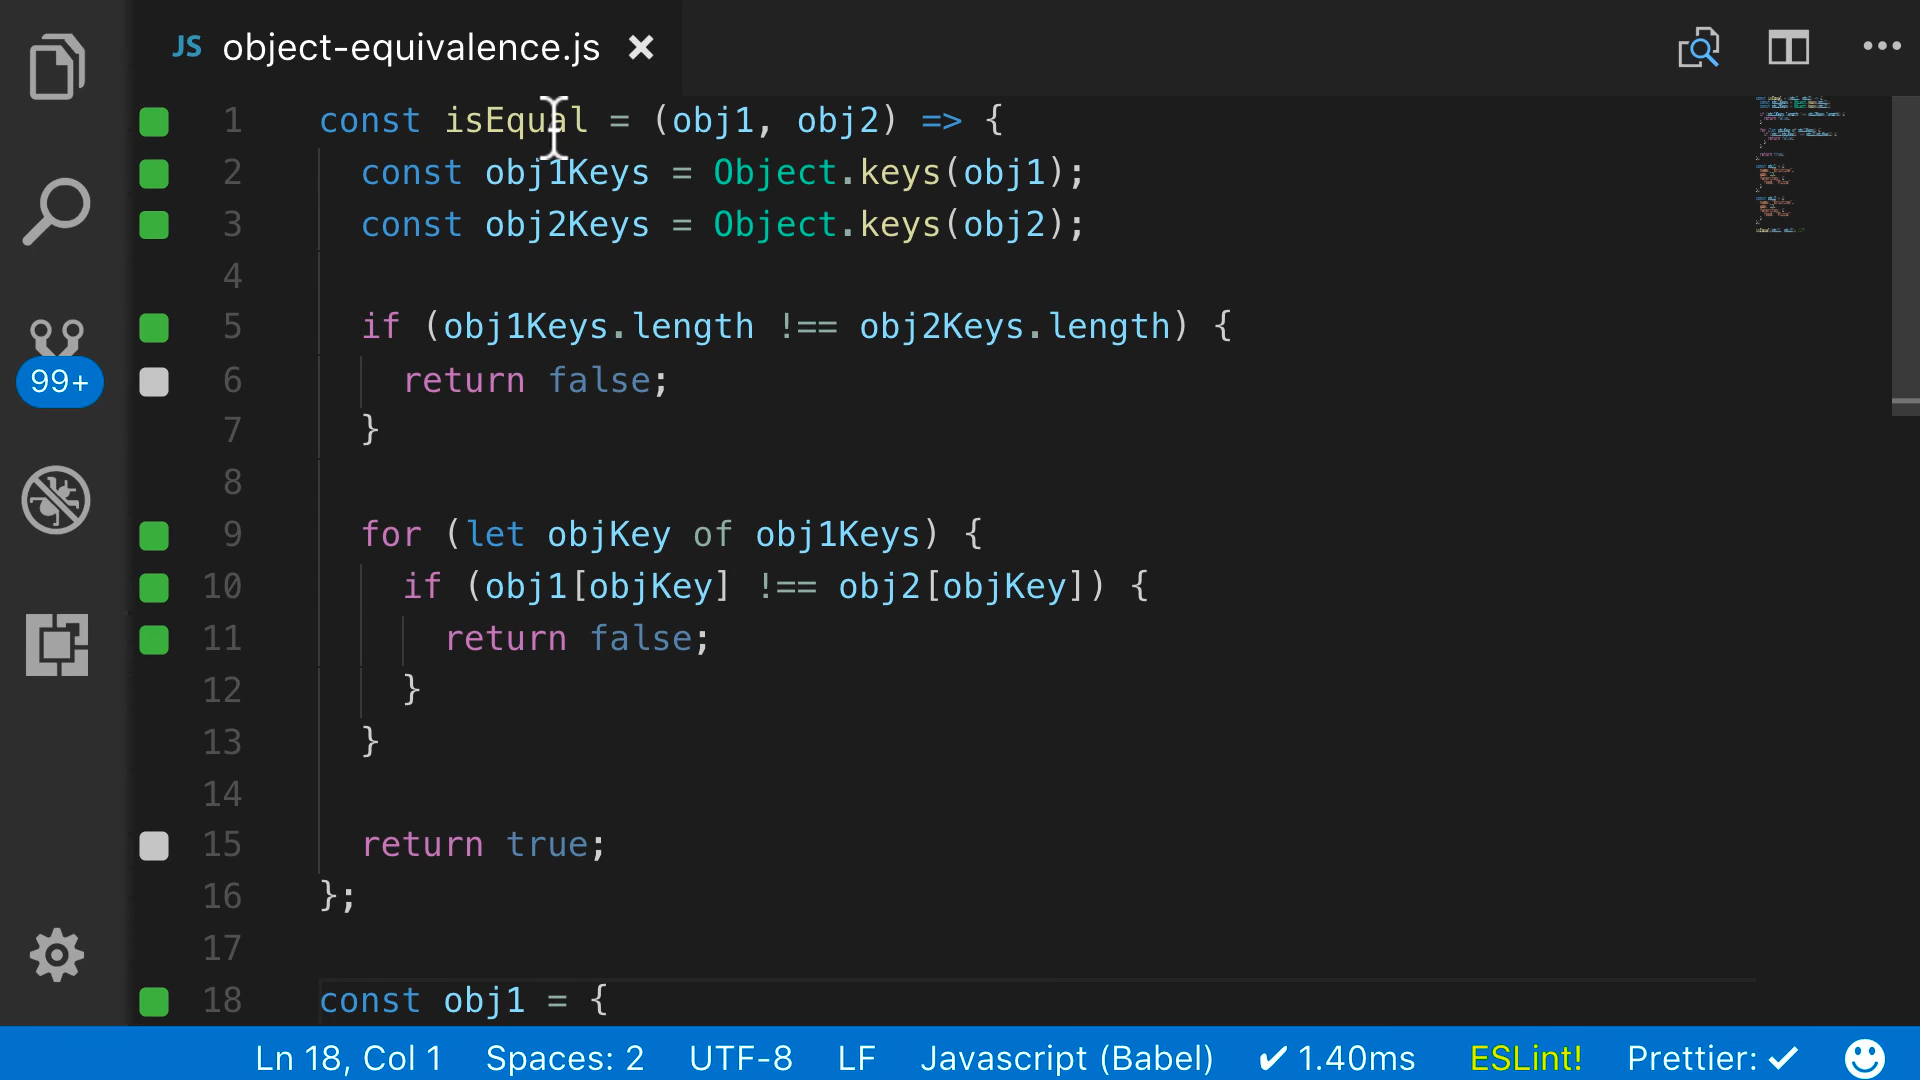 JS object-equivalence.js
1 const isEqual = (obj1, obj2) => {
2 const obj1Keys = Object.keys(obj1);
3 const obj2Keys = Object.keys(obj2);
4
5 if (obj1Keys.length !== obj2Keys.length) {
6 return false;
7 }
8
9 for (let objKey of obj1Keys) {
10 if (obj1[objKey] !== obj2[objKey]) {
11 return false;
12 }
13 }
14
15 return true;
16 };
17
18 const obj1 = {
99+
Ln 18, Col 1 Spaces: 2 UTF-8 LF Javascript (Babel) ✔ 1.40ms ESLint! Prettier: ✓